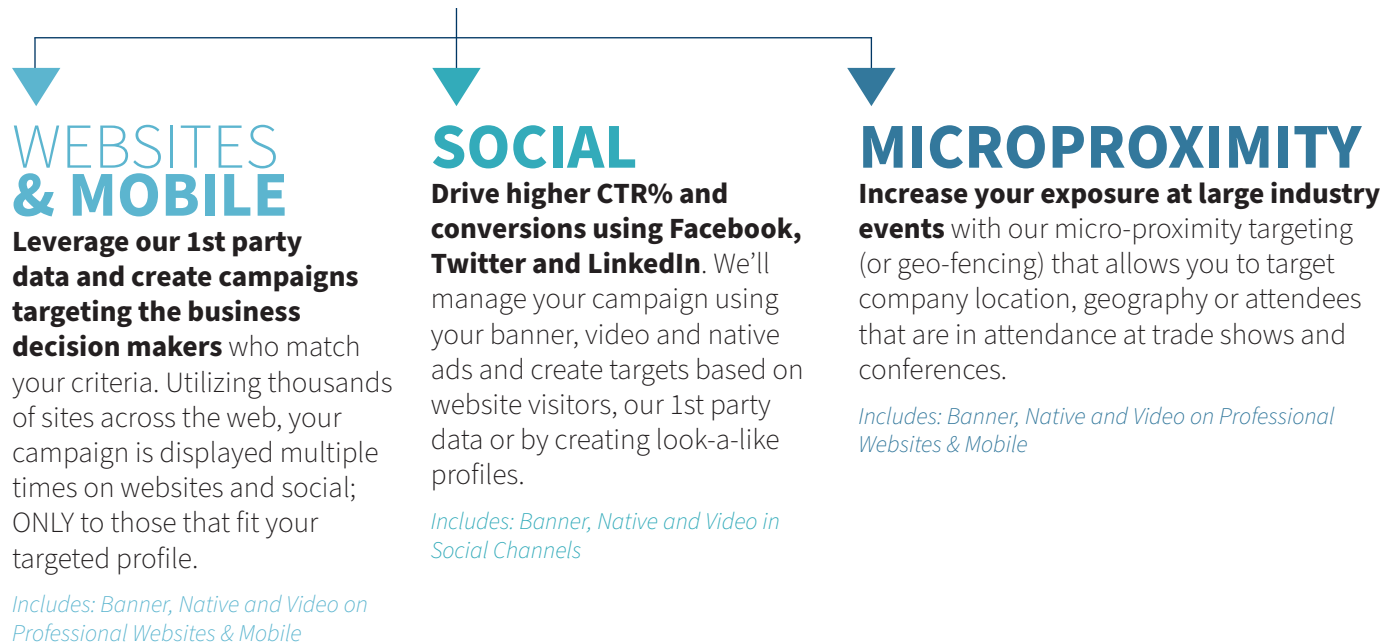 WEBSITES
& MOBILE
Leverage our 1st party
data and create campaigns
targeting the business
decision makers who match
your criteria. Utilizing thousands
of sites across the web, your
campaign is displayed multiple
times on websites and social;
ONLY to those that fit your
targeted profile.
Includes: Banner, Native and Video on
Professional Websites & Mobile
SOCIAL
Drive higher CTR% and
conversions using Facebook,
Twitter and LinkedIn. We'll
manage your campaign using
your banner, video and native
ads and create targets based on
website visitors, our 1st party
data or by creating look-a-like
profiles.
Includes: Banner, Native and Video in
Social Channels
MICROPROXIMITY
Increase your exposure at large industry
events with our micro-proximity targeting
(or geo-fencing) that allows you to target
company location, geography or attendees
that are in attendance at trade shows and
conferences.
Includes: Banner, Native and Video on Professional
Websites & Mobile